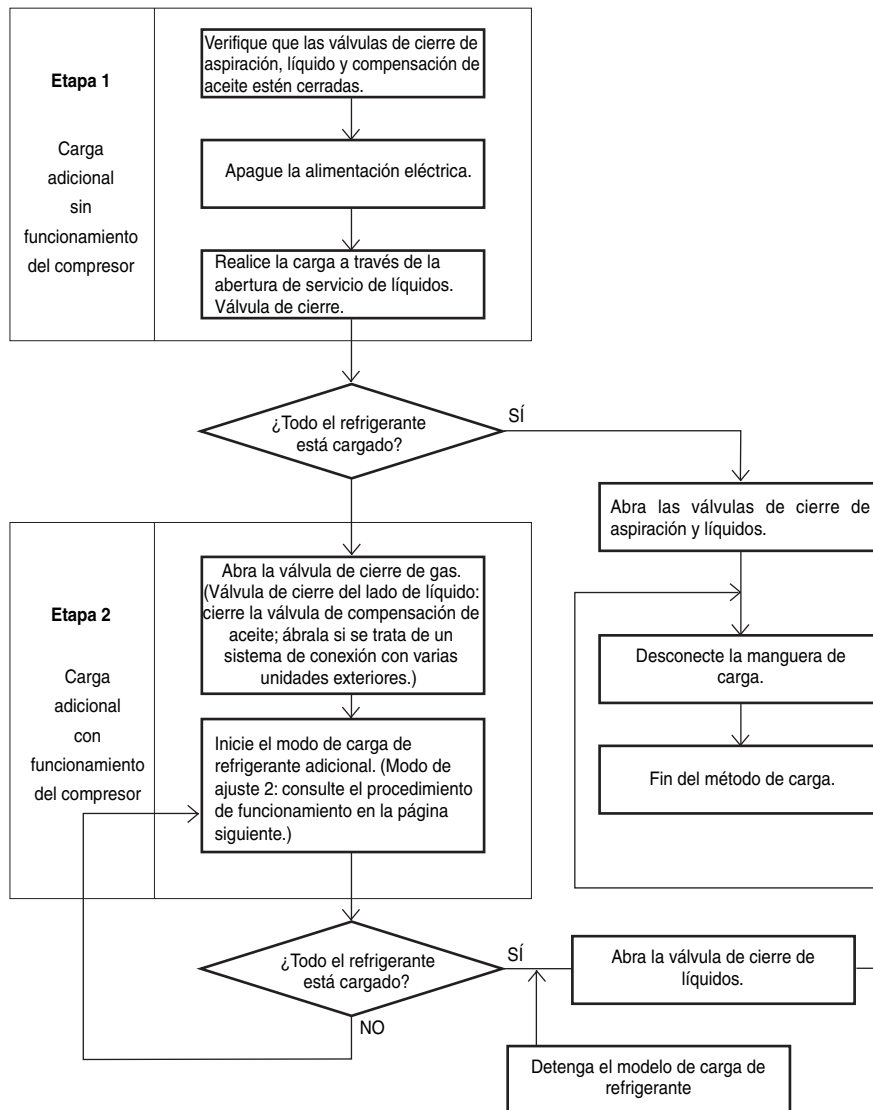 Etapa 1
Carga
adicional
sin
funcionamiento
del compresor
Verifique que las válvulas de cierre de
aspiración, líquido y compensación de
aceite estén cerradas.
Apague la alimentación eléctrica.
Realice la carga a través de la
abertura de servicio de líquidos.
Válvula de cierre.
¿Todo el refrigerante
está cargado?
SÍ
Abra las válvulas de cierre de
aspiración y líquidos.
Desconecte la manguera de
carga.
Fin del método de carga.
Etapa 2
Carga
adicional
con
funcionamiento
del compresor
Abra la válvula de cierre de gas.
(Válvula de cierre del lado de líquido:
cierre la válvula de compensación de
aceite; ábrala si se trata de un
sistema de conexión con varias
unidades exteriores.)
Inicie el modo de carga de
refrigerante adicional. (Modo de
ajuste 2: consulte el procedimiento
de funcionamiento en la página
siguiente.)
¿Todo el refrigerante
está cargado?
SÍ
NO
Abra la válvula de cierre de
líquidos.
Detenga el modelo de carga de
refrigerante